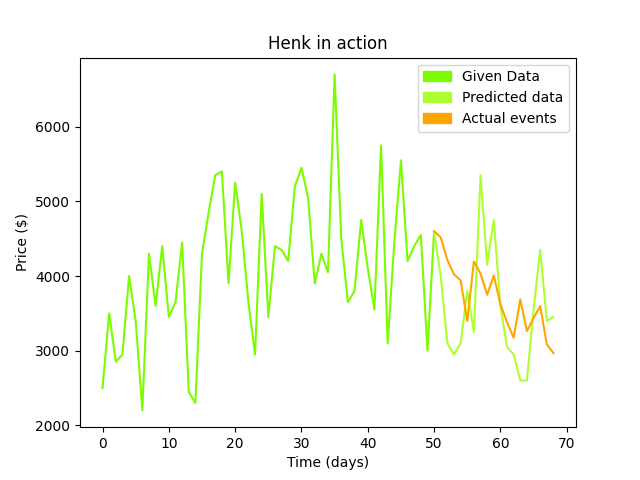 Henk in action
Given Data
Predicted data
Actual events
Price ($)
6000
5000
4000
3000
2000
0 10 20 30 40 50 60 70
Time (days)